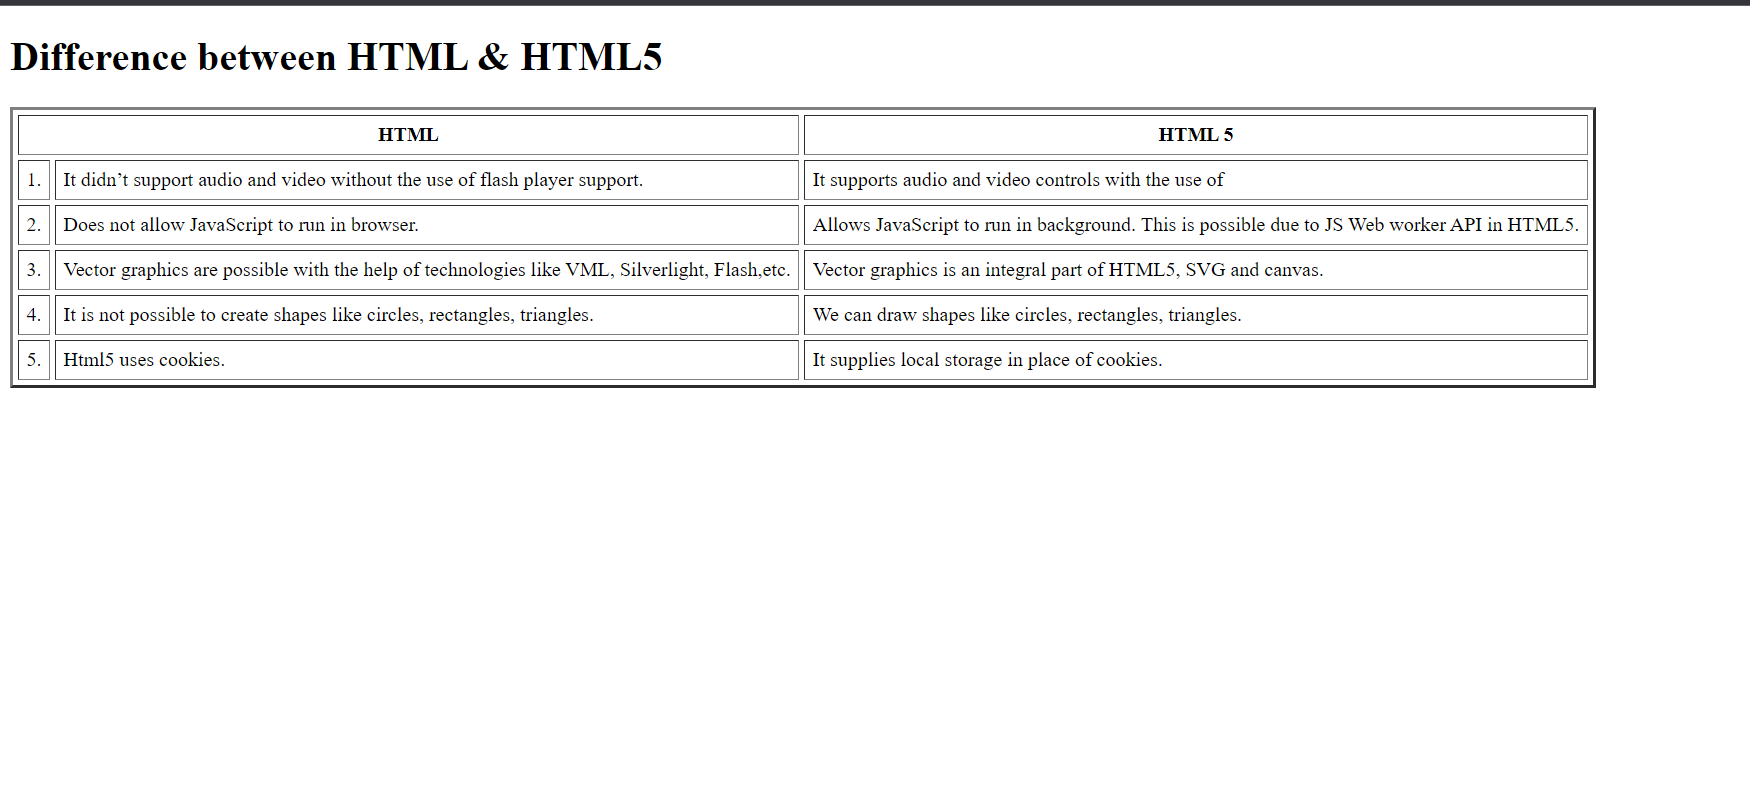 Difference between HTML & HTML5
HTML HTML 5
1. It didn’t support audio and video without the use of flash player support. It supports audio and video controls with the use of
2. Does not allow JavaScript to run in browser. Allows JavaScript to run in background. This is possible due to JS Web worker API in HTML5.
3. Vector graphics are possible with the help of technologies like VML, Silverlight, Flash,etc. Vector graphics is an integral part of HTML5, SVG and canvas.
4. It is not possible to create shapes like circles, rectangles, triangles. We can draw shapes like circles, rectangles, triangles.
5. Html5 uses cookies. It supplies local storage in place of cookies.